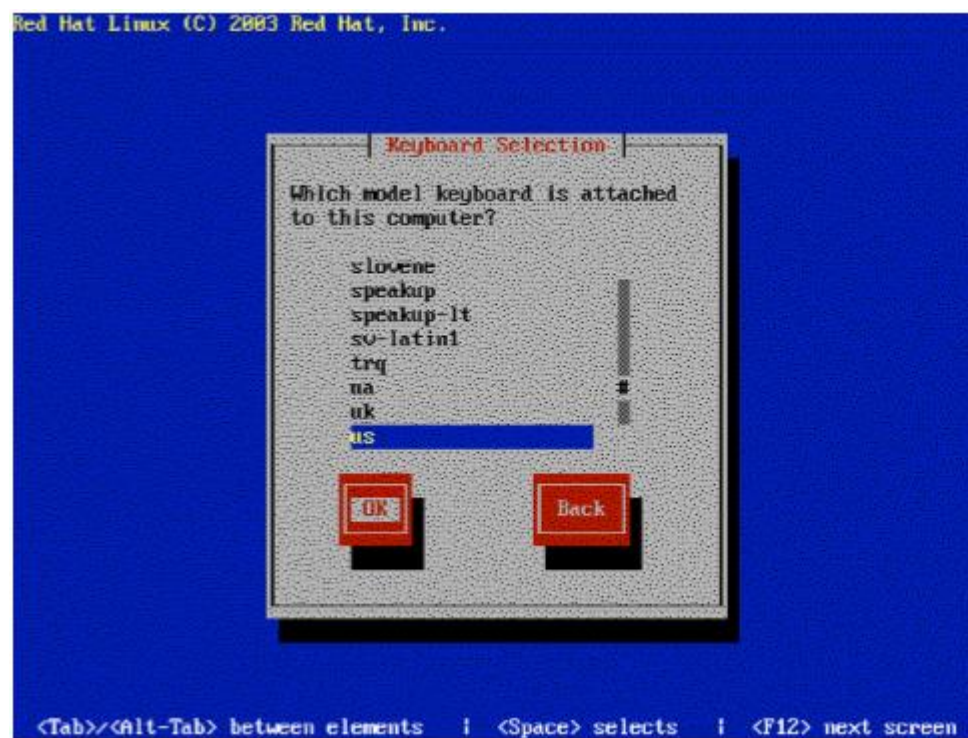 Red Hat Linux (C) 2003 Red Hat, Inc.
Keyboard Selection
Which model keyboard is attached
to this computer?
slovene
speakup
speakup-lt
sv-latin1
trq
ua
uk
us
#
OK
Back
<Tab>/<Alt-Tab> between elements | <Space> selects | <F12> next screen